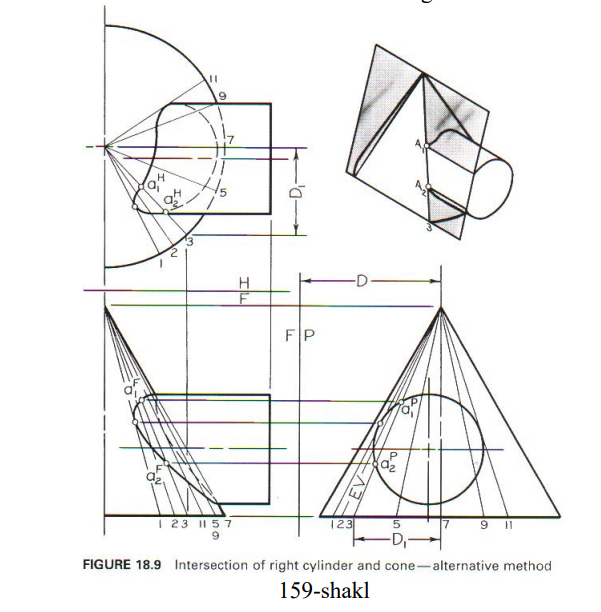 11
9
7
D₁
a₁ᴴ
a₂ᴴ
5
3
2
1
A₁
A₂
3
H
F
D
F P
a₁ᶠ
a₂ᶠ
a₁ᴾ
a₂ᴾ
EV
1 2 3 11 5 7
9
1 2 3 5 7 9 11
D₁
FIGURE 18.9 Intersection of right cylinder and cone—alternative method
159-shakl